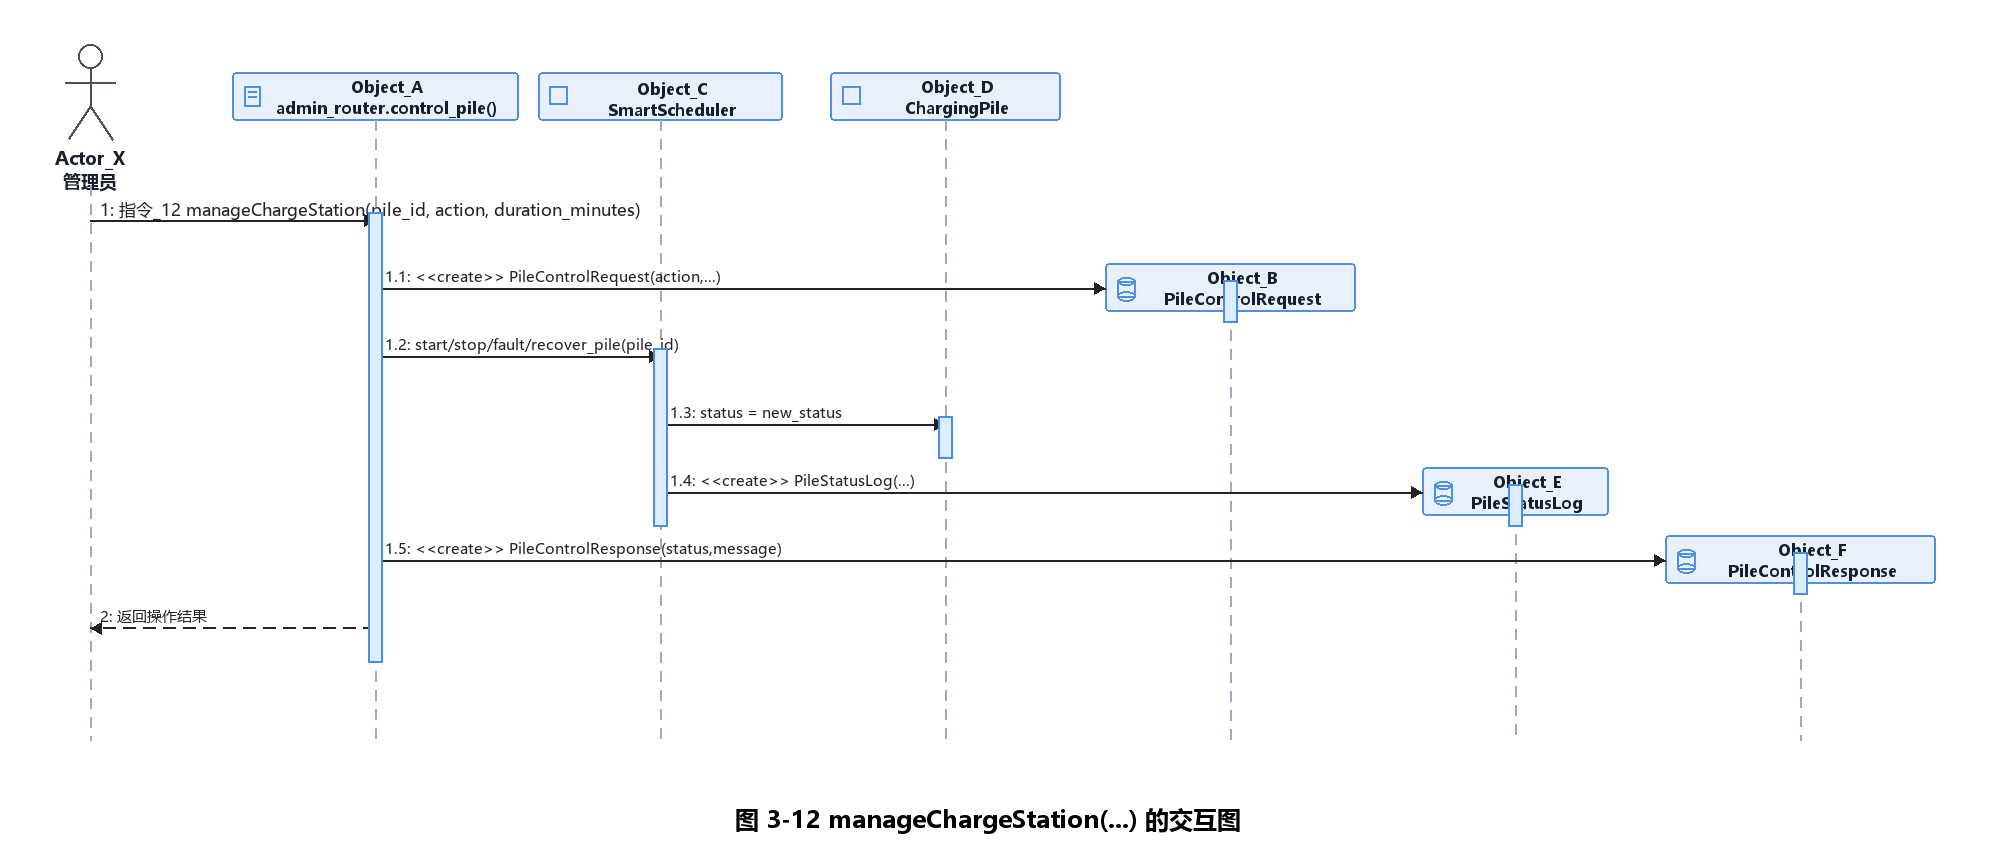 Object_A
admin_router.control_pile()
Object_C
SmartScheduler
Object_D
ChargingPile
Actor_X
管理员
1: 指令_12 manageChargeStation(pile_id, action, duration_minutes)
1.1: <<create>> PileControlRequest(action,...)
Object_B
PileControlRequest
1.2: start/stop/fault/recover_pile(pile_id)
1.3: status = new_status
1.4: <<create>> PileStatusLog(...)
Object_E
PileStatusLog
1.5: <<create>> PileControlResponse(status,message)
Object_F
PileControlResponse
2: 返回操作结果
图 3-12 manageChargeStation(...) 的交互图